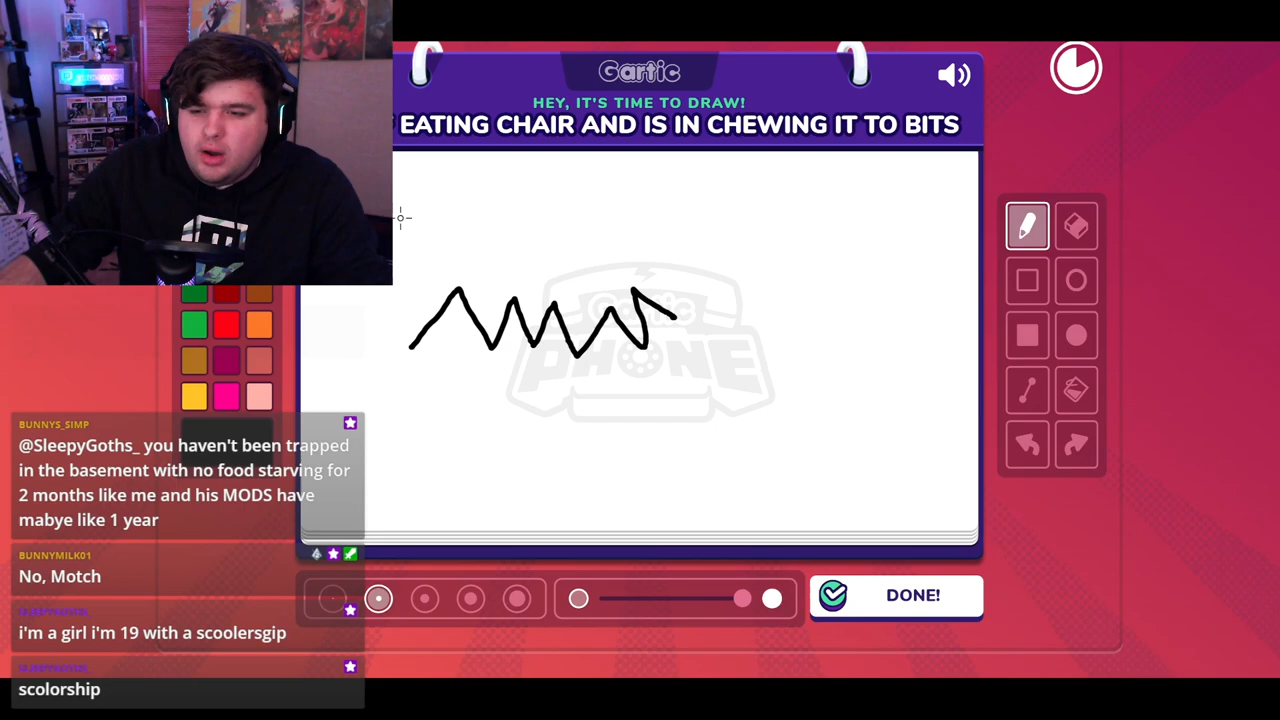 Gartic
HEY, IT'S TIME TO DRAW!
EATING CHAIR AND IS IN CHEWING IT TO BITS
Gartic
PHONE
BUNNYS_SIMP
@SleepyGoths_ you haven't been trapped
in the basement with no food starving for
2 months like me and his MODS have
mabye like 1 year
BUNNYMILK01
No, Motch
i'm a girl i'm 19 with a scoolersgip
scolorship
DONE!